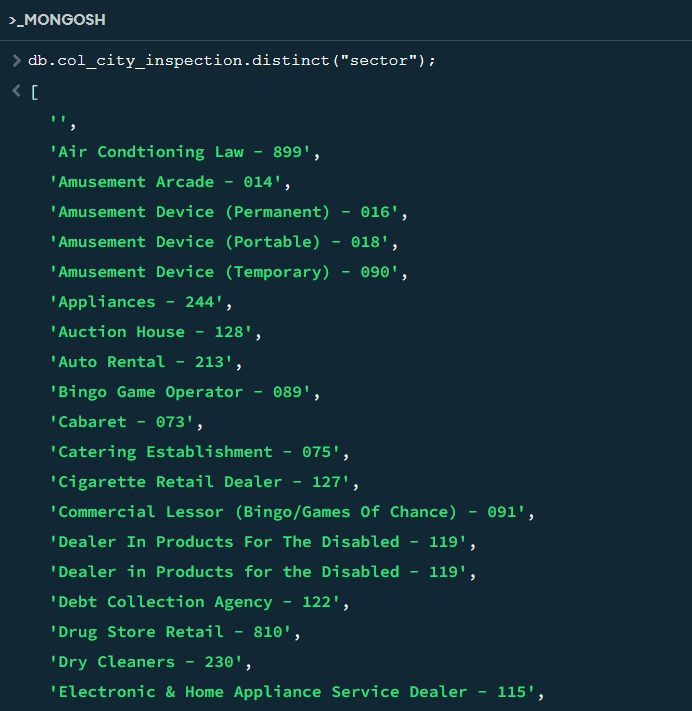 >_MONGOSH
> db.col_city_inspection.distinct("sector");
< [
'',
'Air Condtioning Law - 899',
'Amusement Arcade - 014',
'Amusement Device (Permanent) - 016',
'Amusement Device (Portable) - 018',
'Amusement Device (Temporary) - 090',
'Appliances - 244',
'Auction House - 128',
'Auto Rental - 213',
'Bingo Game Operator - 089',
'Cabaret - 073',
'Catering Establishment - 075',
'Cigarette Retail Dealer - 127',
'Commercial Lessor (Bingo/Games Of Chance) - 091',
'Dealer In Products For The Disabled - 119',
'Dealer in Products for the Disabled - 119',
'Debt Collection Agency - 122',
'Drug Store Retail - 810',
'Dry Cleaners - 230',
'Electronic & Home Appliance Service Dealer - 115',